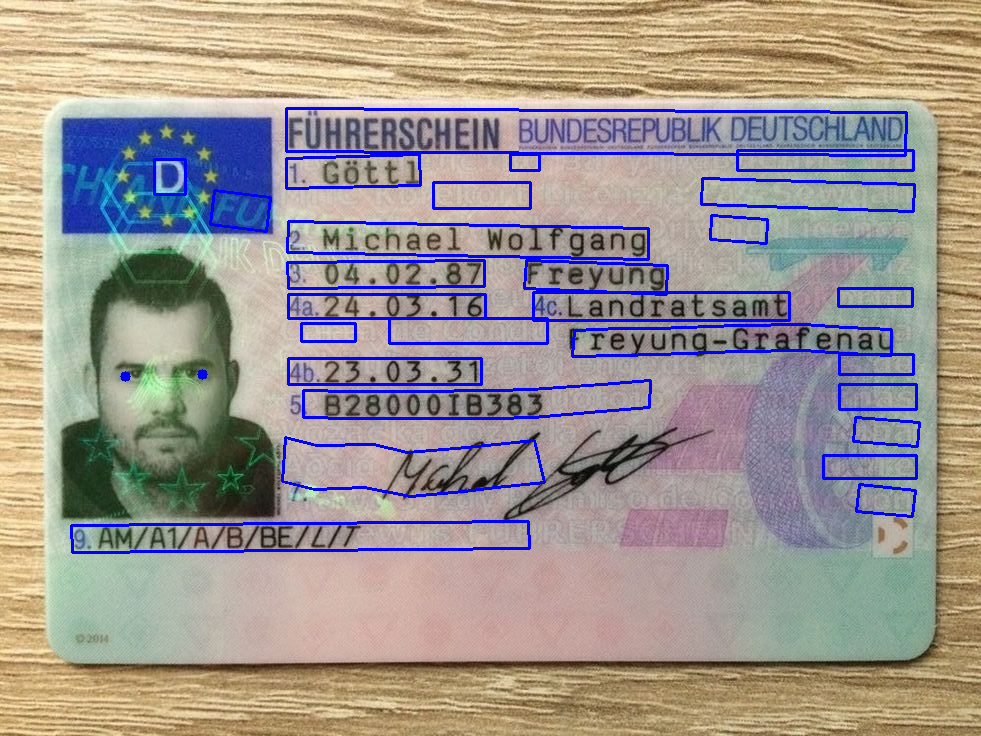 FÜHRERSCHEIN BUNDESREPUBLIK DEUTSCHLAND
D
1. Göttl
2. Michael Wolfgang
3. 04.02.87 Freyung
4a. 24.03.16 4c. Landratsamt
Freyung-Grafenau
4b. 23.03.31
5. B28000IB383
7.
9. AM/A1/A/B/BE/L/T
© 2014